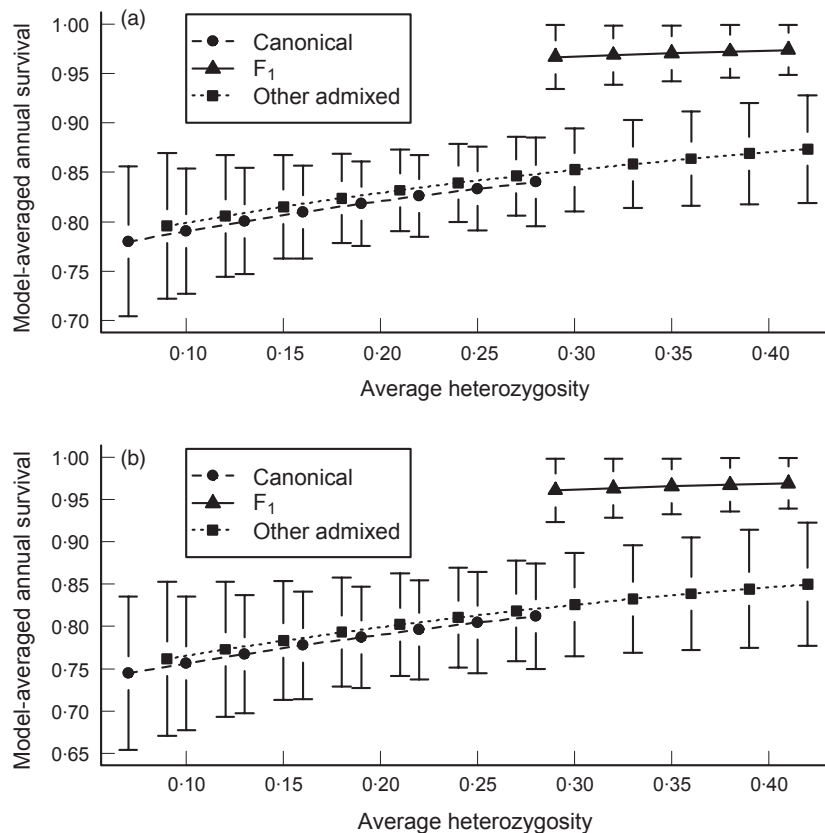 (a)
Canonical
F₁
Other admixed
Model-averaged annual survival
1·00
0·95
0·90
0·85
0·80
0·75
0·70
0·10 0·15 0·20 0·25 0·30 0·35 0·40
Average heterozygosity
(b)
Canonical
F₁
Other admixed
Model-averaged annual survival
1·00
0·95
0·90
0·85
0·80
0·75
0·70
0·65
0·10 0·15 0·20 0·25 0·30 0·35 0·40
Average heterozygosity